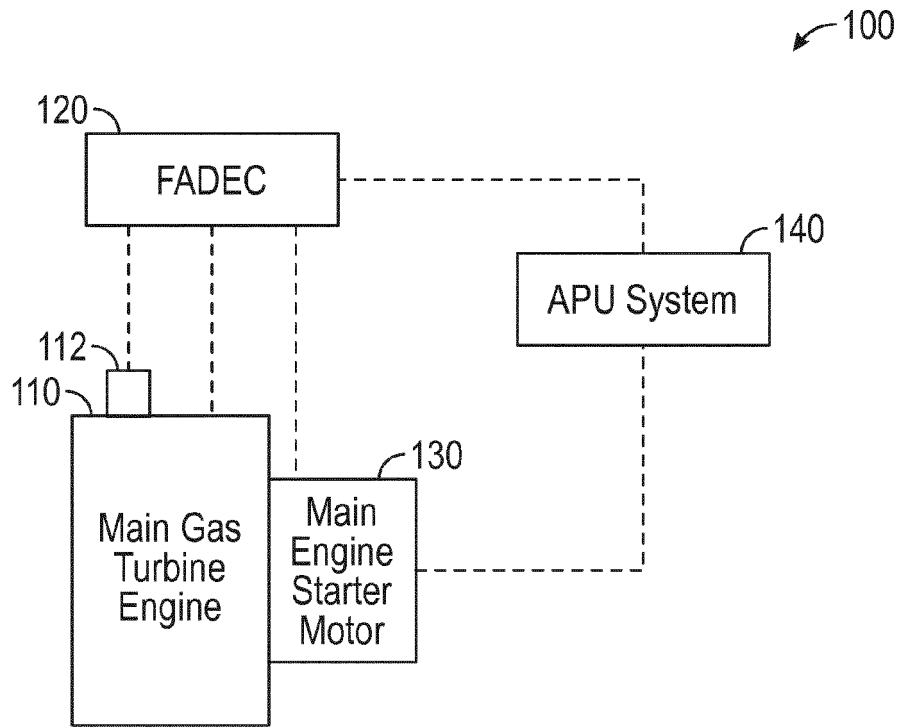 100
120
FADEC
140
APU System
112
110
130
Main Gas
Turbine
Engine
Main
Engine
Starter
Motor